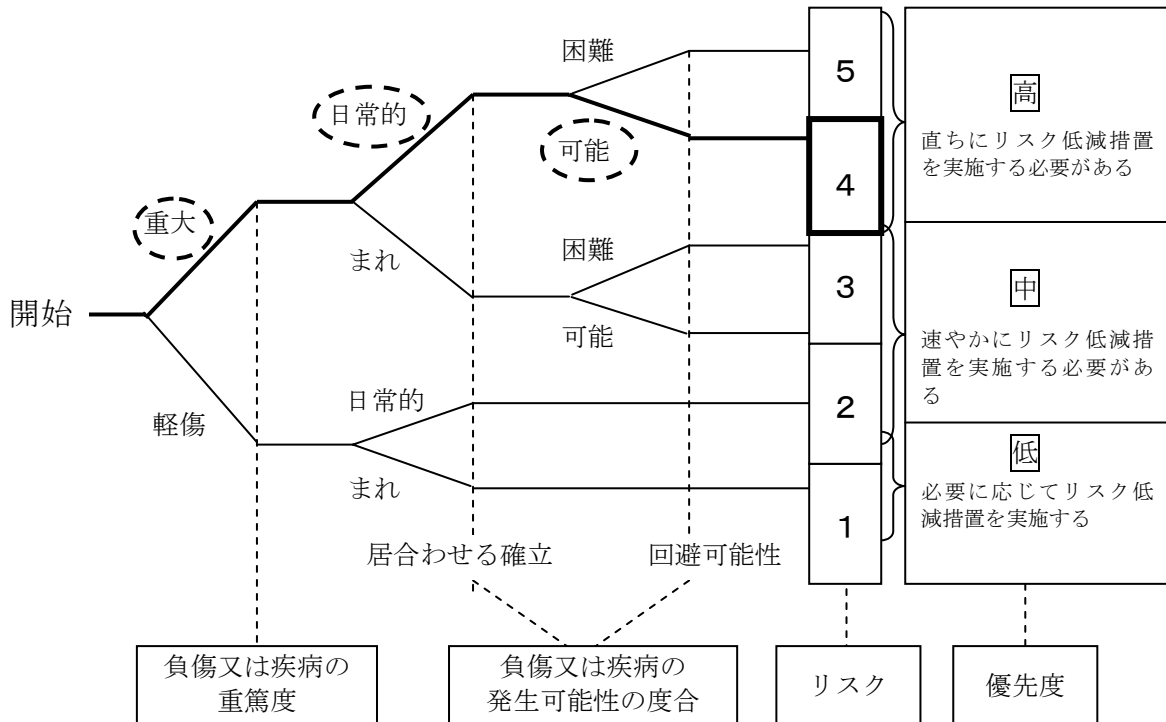 困難
日常的
可能
重大
まれ
困難
可能
開始
軽傷
日常的
まれ
居合わせる確立
回避可能性
5
4
3
2
1
高
直ちにリスク低減措置
を実施する必要がある
中
速やかにリスク低減措
置を実施する必要があ
る
低
必要に応じてリスク低
減措置を実施する
負傷又は疾病の
重篤度
負傷又は疾病の
発生可能性の度合
リスク
優先度